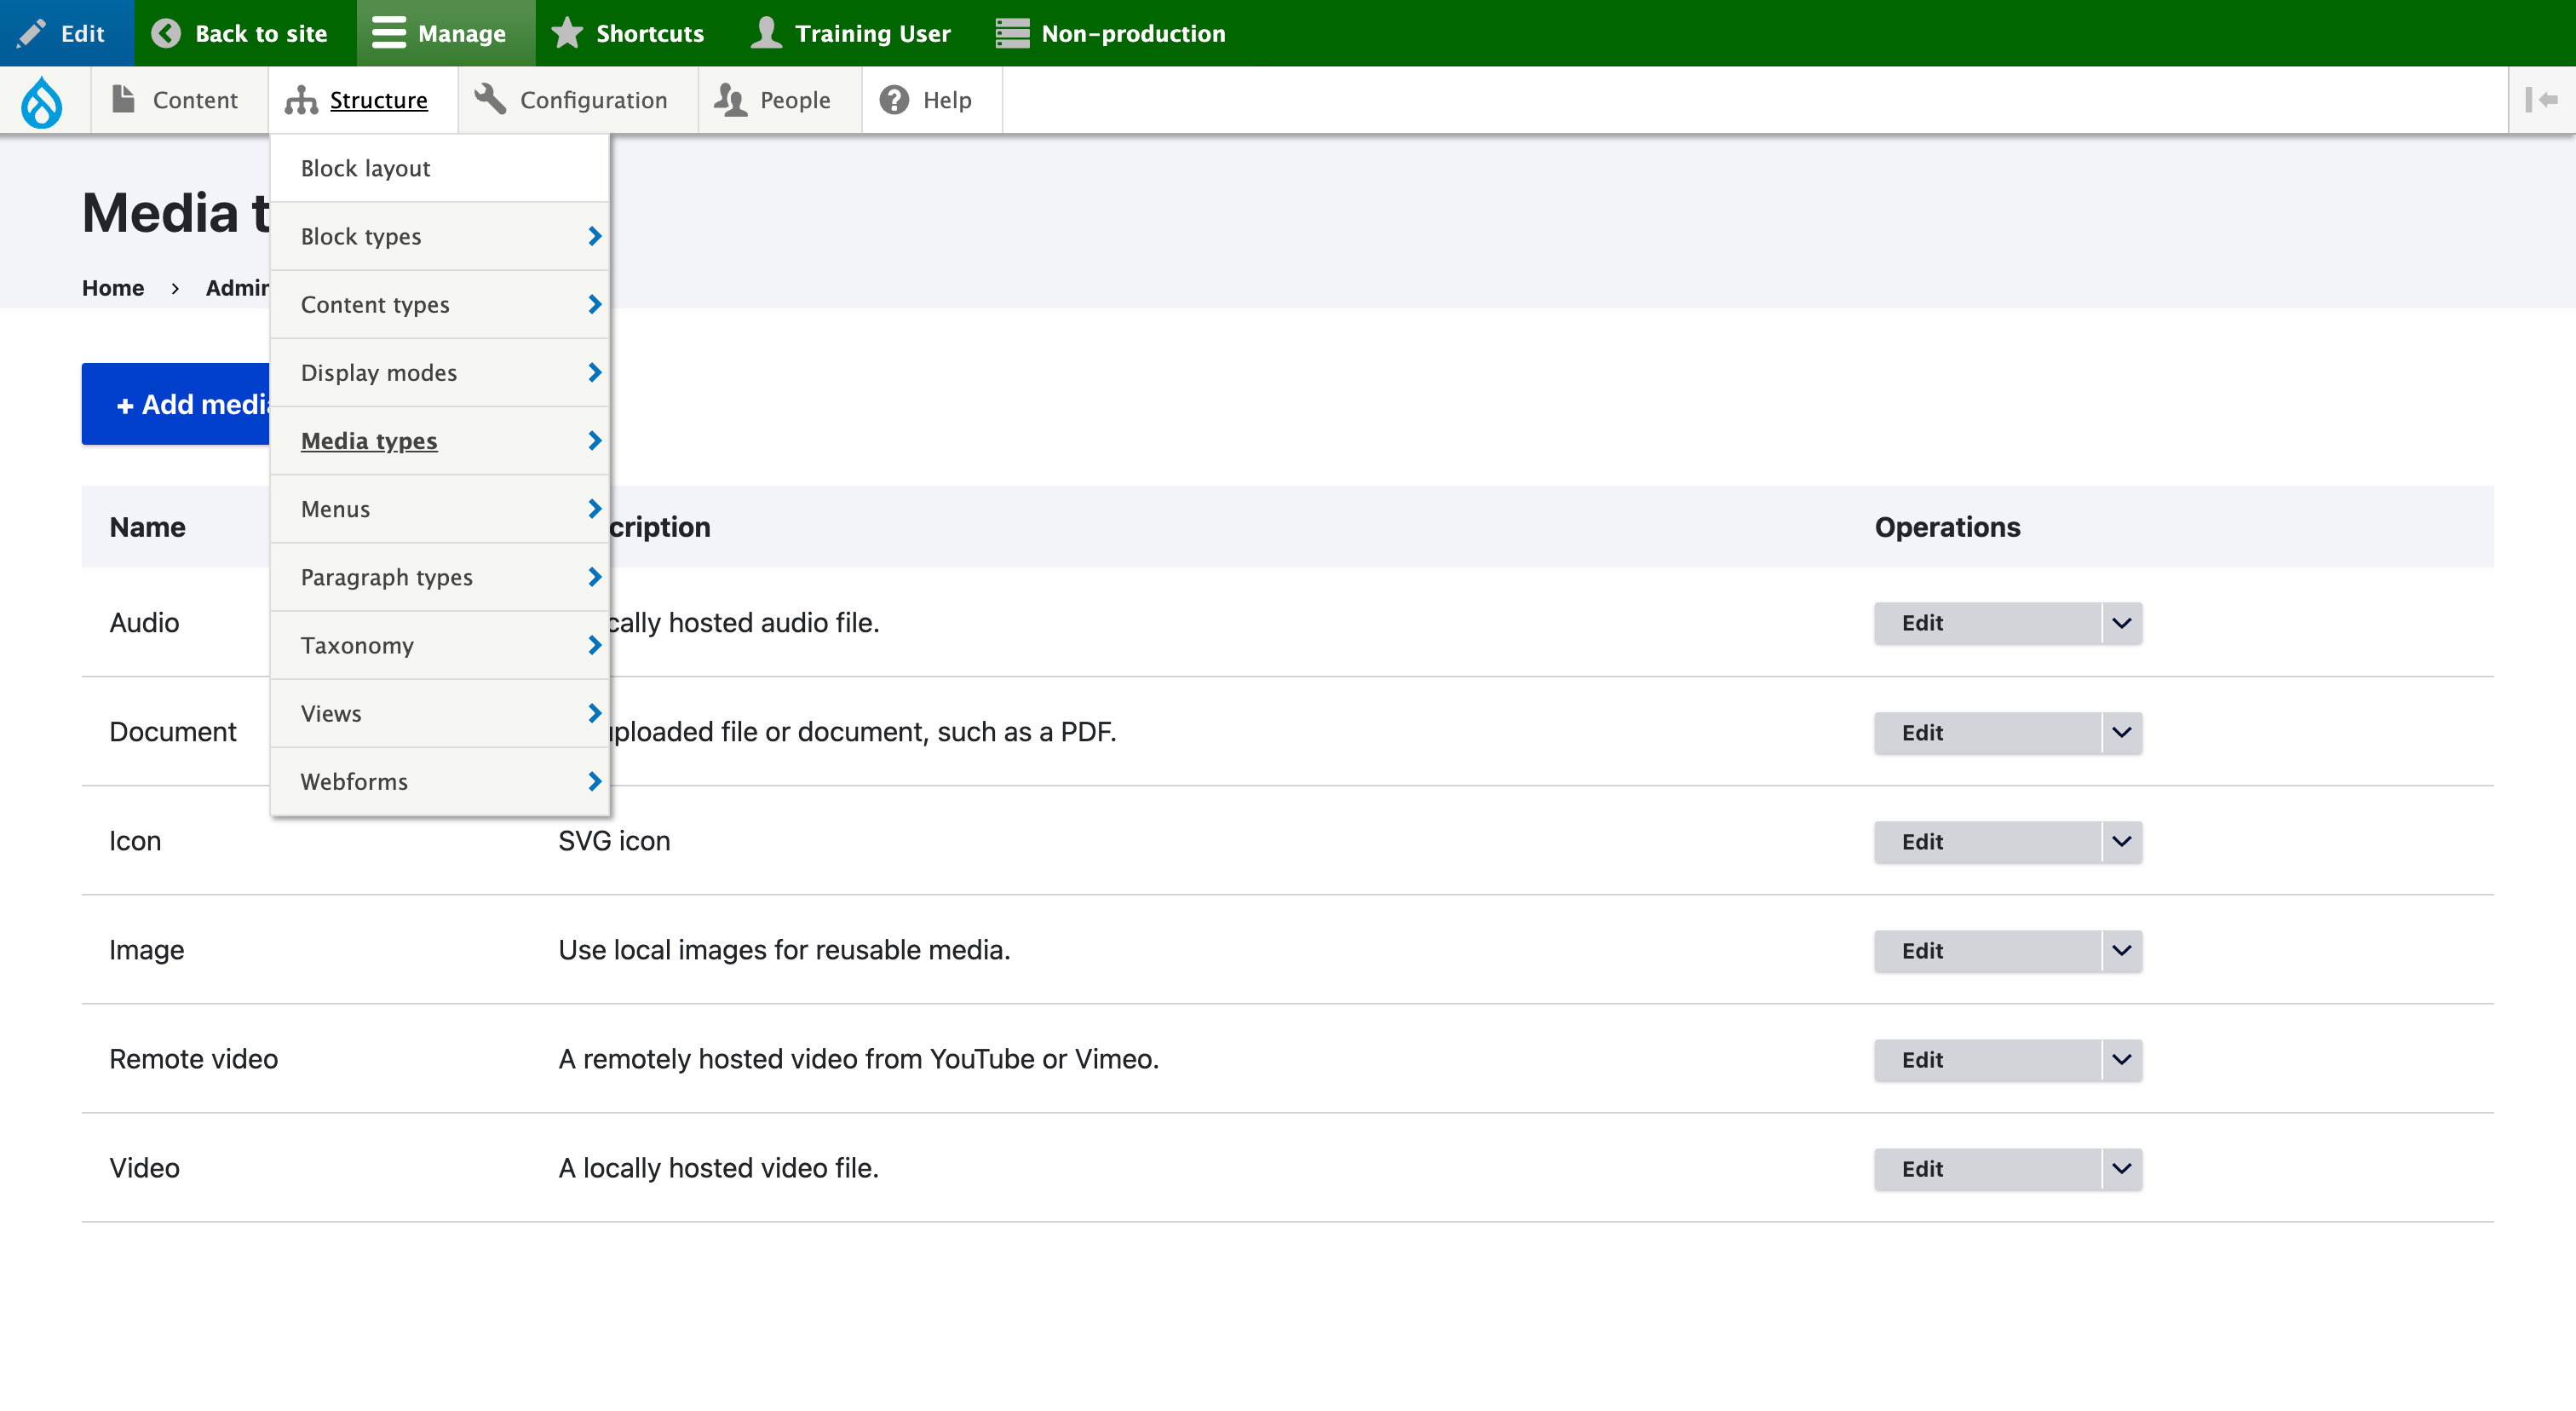 Edit Back to site Manage Shortcuts Training User Non-production
Content Structure Configuration People Help
Block layout
Block types
Content types
Display modes
Media types
Menus
Paragraph types
Taxonomy
Views
Webforms
Media t
Home > Admin
+ Add media
Name cription Operations
Audio cally hosted audio file. Edit
Document uploaded file or document, such as a PDF. Edit
Icon SVG icon Edit
Image Use local images for reusable media. Edit
Remote video A remotely hosted video from YouTube or Vimeo. Edit
Video A locally hosted video file. Edit